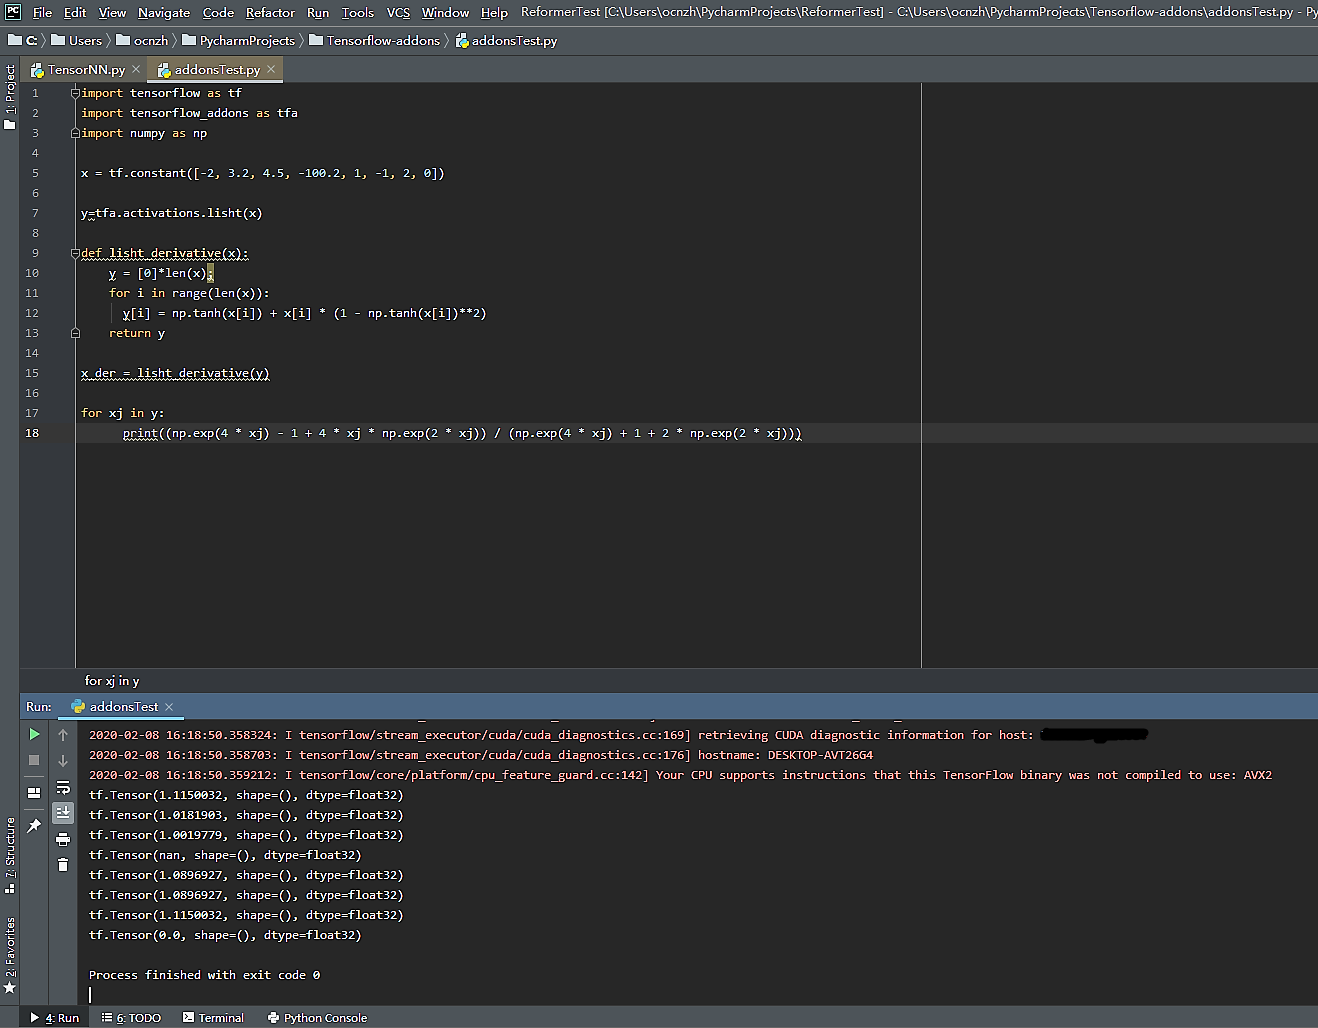 PC File Edit View Navigate Code Refactor Run Tools VCS Window Help ReformerTest [C:\Users\ocnzh\PycharmProjects\ReformerTest] - C:\Users\ocnzh\PycharmProjects\Tensorflow-addons\addonsTest.py - Py
C: Users ocnzh PycharmProjects Tensorflow-addons addonsTest.py
TensorNN.py addonsTest.py
1: Project
1 import tensorflow as tf
2 import tensorflow_addons as tfa
3 import numpy as np
4
5 x = tf.constant([-2, 3.2, 4.5, -100.2, 1, -1, 2, 0])
6
7 y=tfa.activations.lisht(x)
8
9 def lisht_derivative(x):
10 y = [0]*len(x);
11 for i in range(len(x)):
12 y[i] = np.tanh(x[i]) + x[i] * (1 - np.tanh(x[i])**2)
13 return y
14
15 x_der = lisht_derivative(y)
16
17 for xj in y:
18 print((np.exp(4 * xj) - 1 + 4 * xj * np.exp(2 * xj)) / (np.exp(4 * xj) + 1 + 2 * np.exp(2 * xj)))
for xj in y
Run: addonsTest
2020-02-08 16:18:50.358324: I tensorflow/stream_executor/cuda/cuda_diagnostics.cc:169] retrieving CUDA diagnostic information for host:
2020-02-08 16:18:50.358703: I tensorflow/stream_executor/cuda/cuda_diagnostics.cc:176] hostname: DESKTOP-AVT26G4
2020-02-08 16:18:50.359212: I tensorflow/core/platform/cpu_feature_guard.cc:142] Your CPU supports instructions that this TensorFlow binary was not compiled to use: AVX2
tf.Tensor(1.1150032, shape=(), dtype=float32)
tf.Tensor(1.0181903, shape=(), dtype=float32)
tf.Tensor(1.0019779, shape=(), dtype=float32)
tf.Tensor(nan, shape=(), dtype=float32)
tf.Tensor(1.0896927, shape=(), dtype=float32)
tf.Tensor(1.0896927, shape=(), dtype=float32)
tf.Tensor(1.1150032, shape=(), dtype=float32)
tf.Tensor(0.0, shape=(), dtype=float32)
Process finished with exit code 0
7: Structure
2: Favorites
4: Run 6: TODO Terminal Python Console